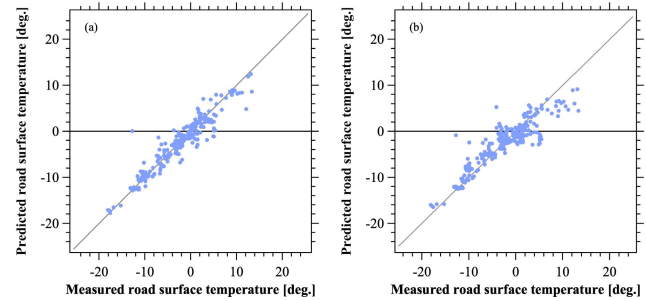 (a)
Predicted road surface temperature [deg.]
20
10
0
-10
-20
-20 -10 0 10 20
Measured road surface temperature [deg.]
(b)
Predicted road surface temperature [deg.]
20
10
0
-10
-20
-20 -10 0 10 20
Measured road surface temperature [deg.]